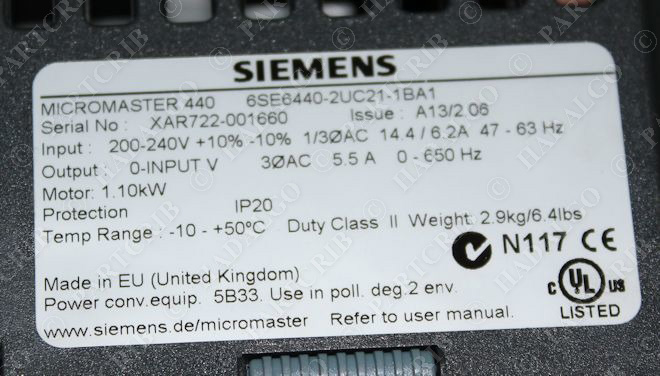 SIEMENS
MICROMASTER 440 6SE6440-2UC21-1BA1
Serial No : XAR722-001660 Issue : A13/2.06
Input : 200-240V +10% -10% 1/3ØAC 14.4 / 6.2A 47 - 63 Hz
Output : 0-INPUT V 3ØAC 5.5 A 0 - 650 Hz
Motor: 1.10kW
Protection IP20
Temp Range : -10 - +50ºC Duty Class II Weight: 2.9kg/6.4lbs
N117 CE
Made in EU (United Kingdom)
Power conv.equip. 5B33. Use in poll. deg.2 env.
C UL US
LISTED
www.siemens.de/micromaster Refer to user manual.